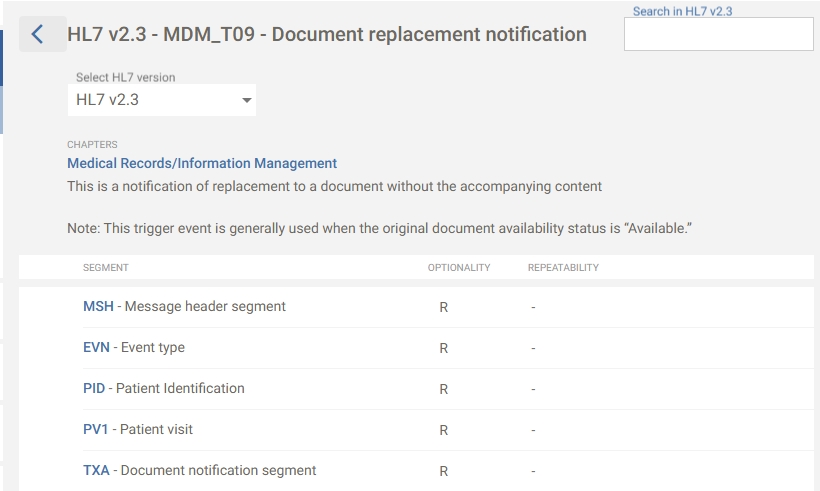 Search in HL7 v2.3
HL7 v2.3 - MDM_T09 - Document replacement notification
Select HL7 version
HL7 v2.3
CHAPTERS
Medical Records/Information Management
This is a notification of replacement to a document without the accompanying content
Note: This trigger event is generally used when the original document availability status is “Available.”
SEGMENT OPTIONALITY REPEATABILITY
MSH - Message header segment R -
EVN - Event type R -
PID - Patient Identification R -
PV1 - Patient visit R -
TXA - Document notification segment R -